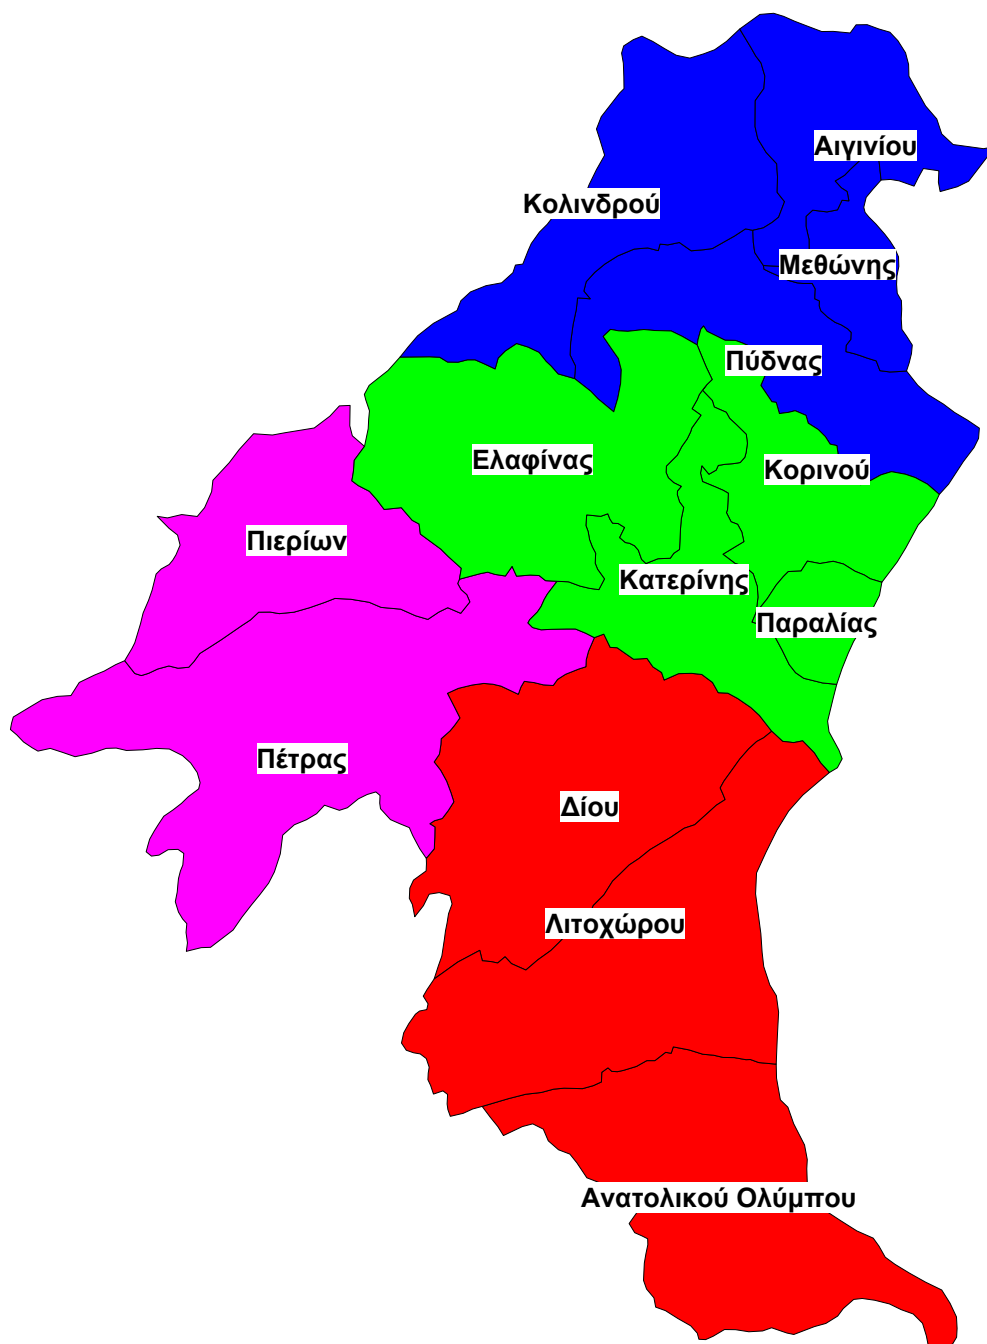 Αιγινίου
Κολινδρού
Μεθώνης
Πύδνας
Ελαφίνας
Κορινού
Πιερίων
Κατερίνης
Παραλίας
Πέτρας
Δίου
Λιτοχώρου
Ανατολικού Ολύμπου